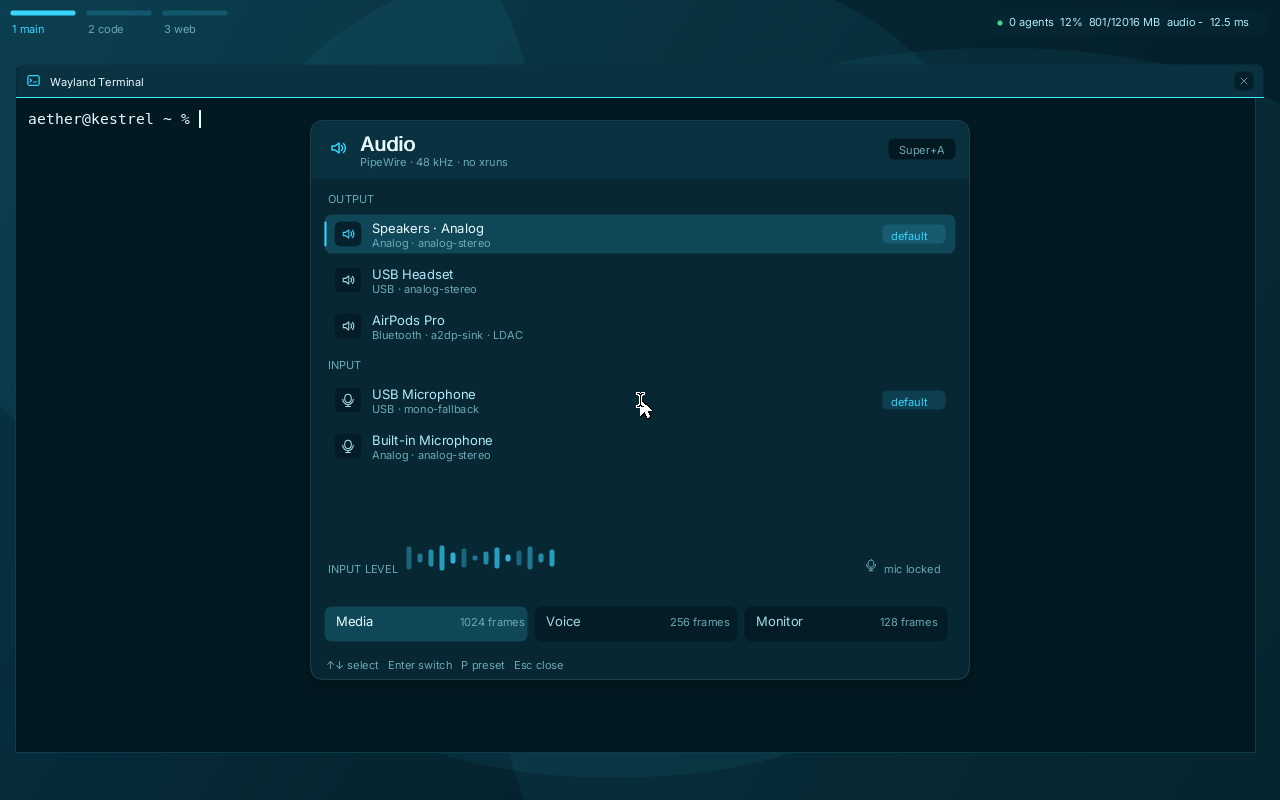 1 main 2 code 3 web
0 agents 12% 801/12016 MB audio - 12.5 ms
Wayland Terminal
aether@kestrel ~ %
Audio
PipeWire · 48 kHz · no xruns
Super+A
OUTPUT
Speakers · Analog
Analog · analog-stereo
default
USB Headset
USB · analog-stereo
AirPods Pro
Bluetooth · a2dp-sink · LDAC
INPUT
USB Microphone
USB · mono-fallback
default
Built-in Microphone
Analog · analog-stereo
INPUT LEVEL
mic locked
Media 1024 frames
Voice 256 frames
Monitor 128 frames
↑↓ select Enter switch P preset Esc close